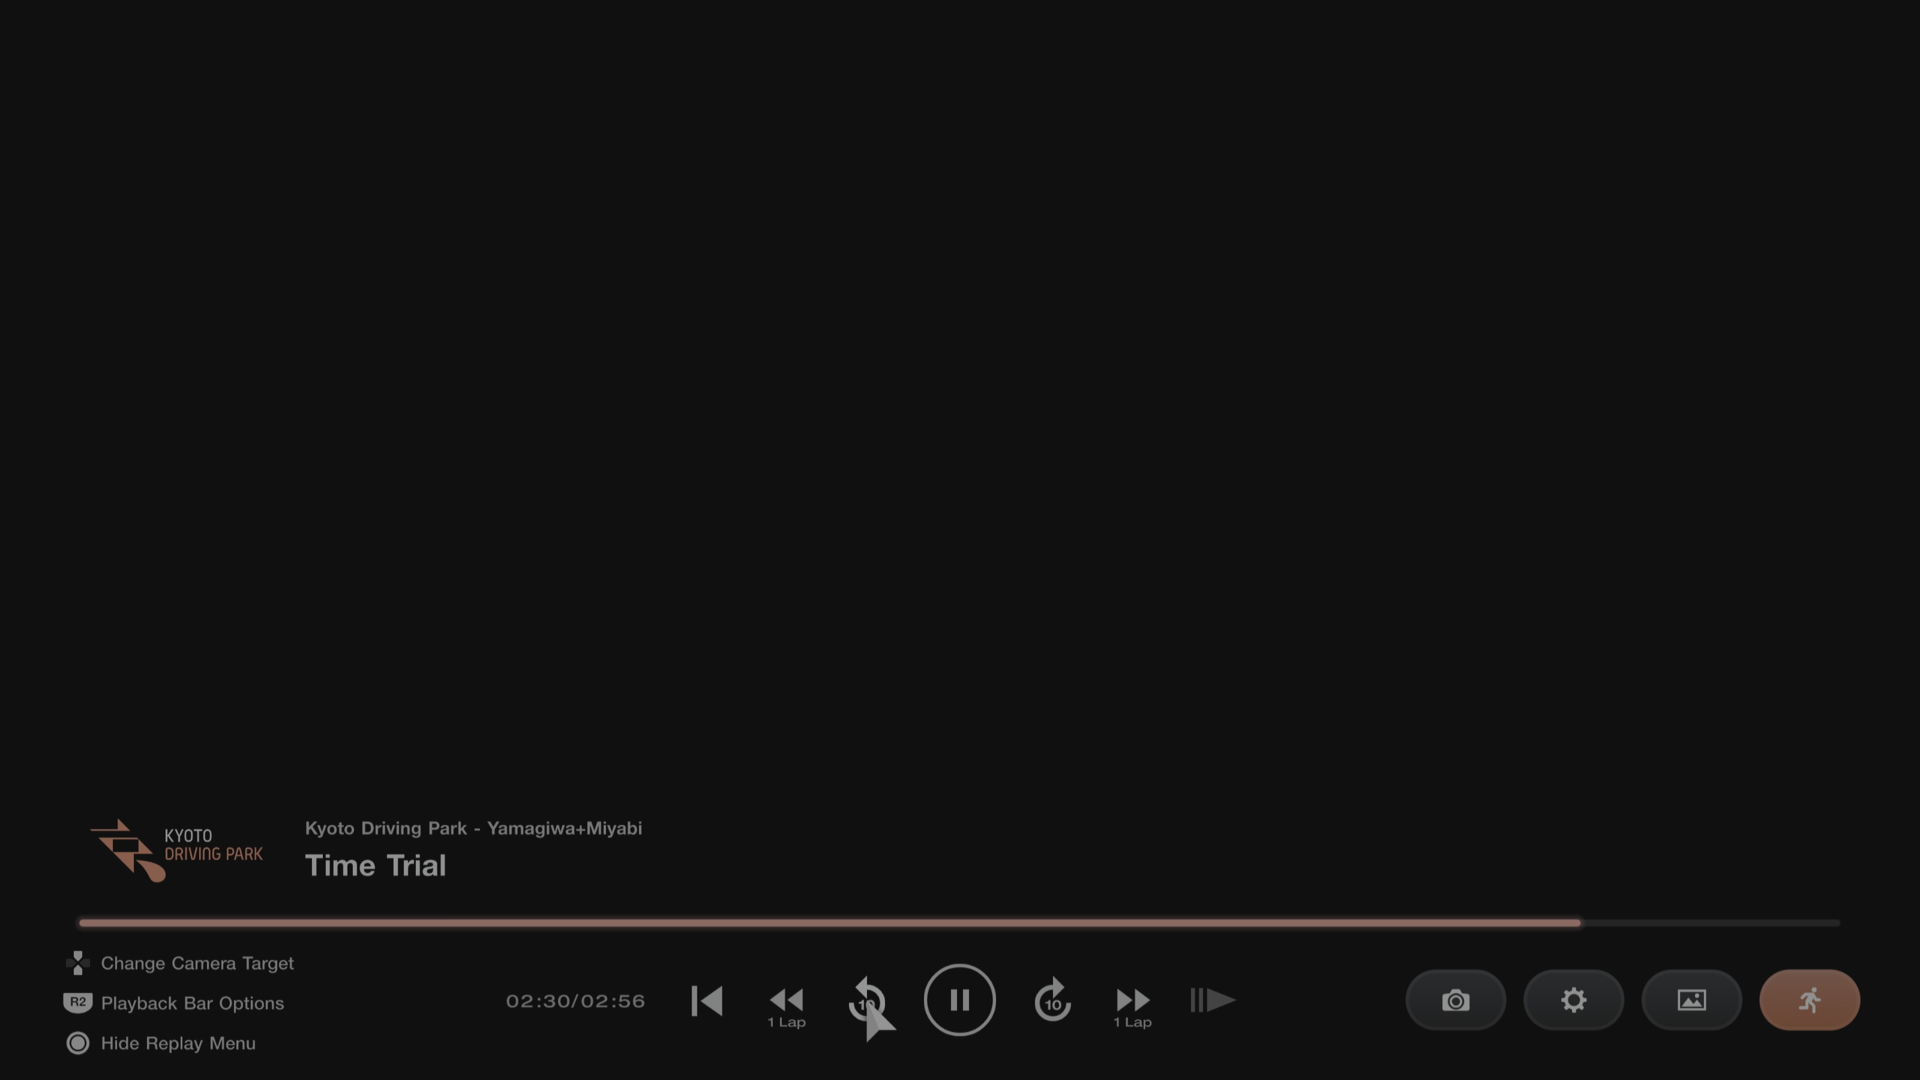 KYOTO
DRIVING PARK
Kyoto Driving Park - Yamagiwa+Miyabi
Time Trial
Change Camera Target
R2 Playback Bar Options
Hide Replay Menu
02:30/02:56
1 Lap
10
10
1 Lap